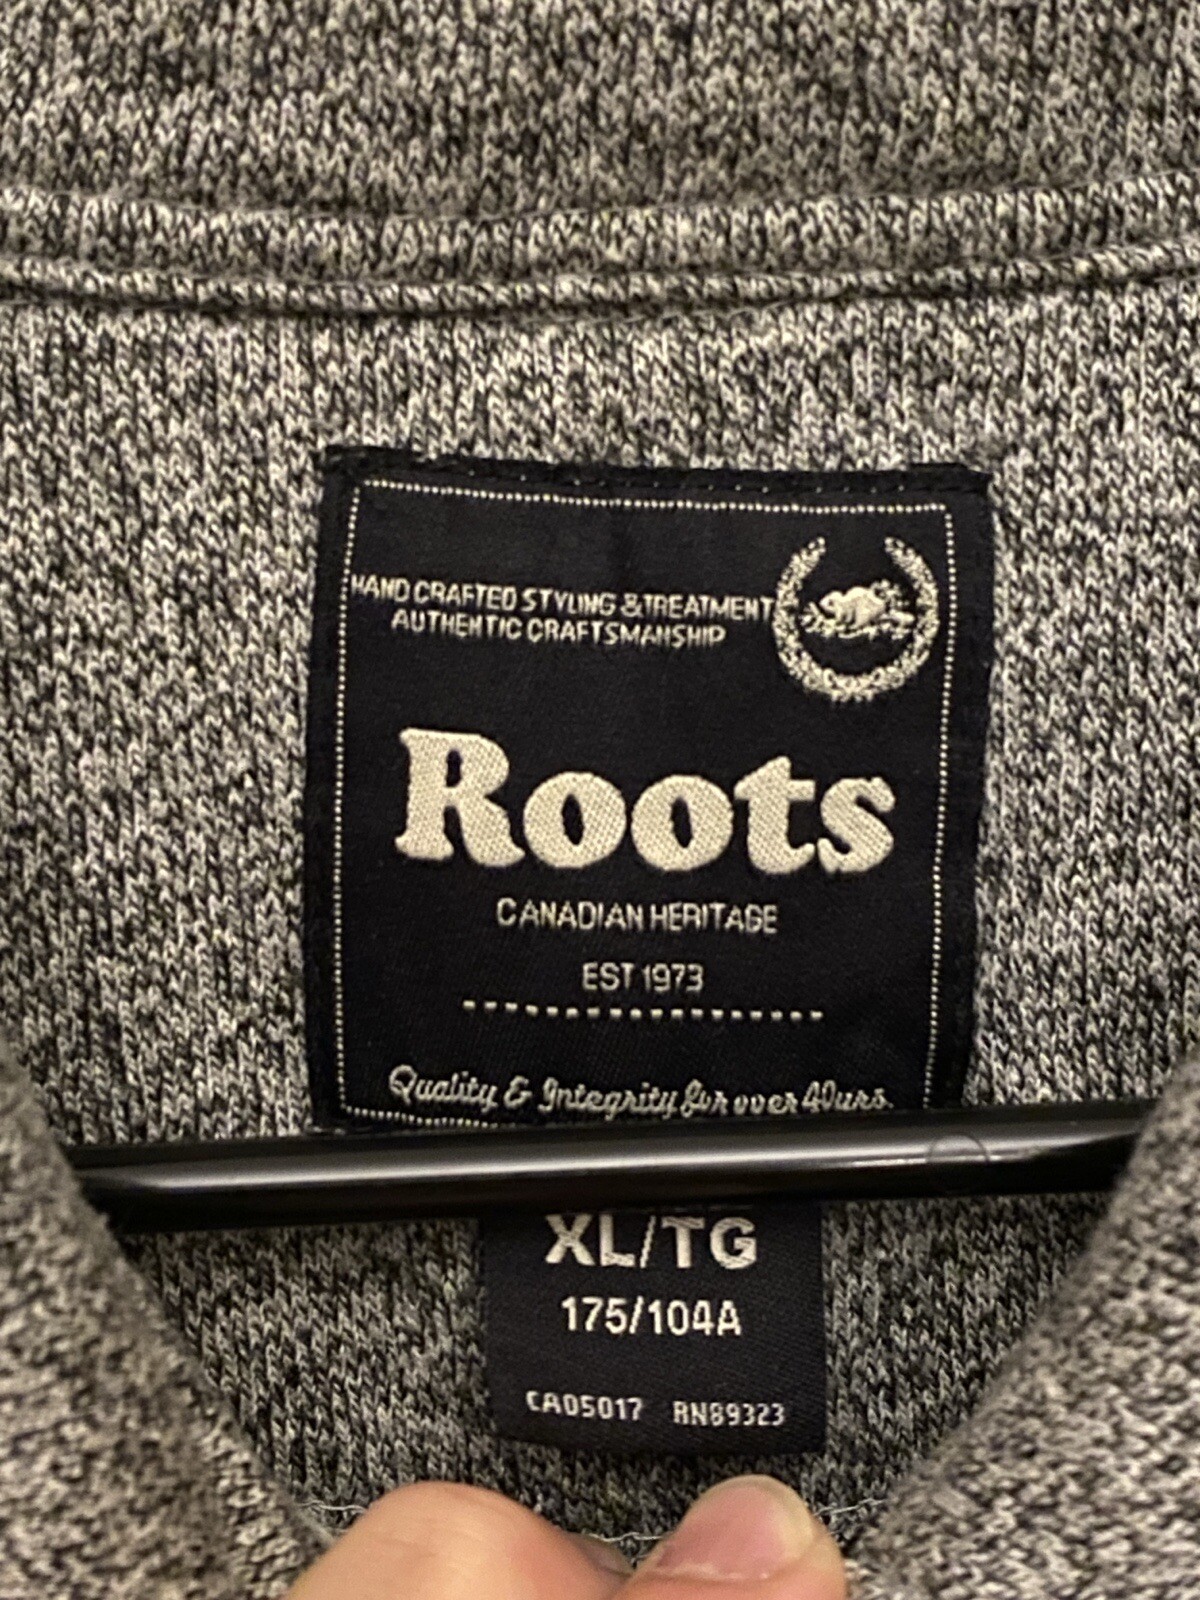 HAND CRAFTED STYLING & TREATMENT
AUTHENTIC CRAFTSMANSHIP
Roots
CANADIAN HERITAGE
EST 1973
Quality & Integrity for over 40urs.
XL/TG
175/104A
CA05017 RN89323